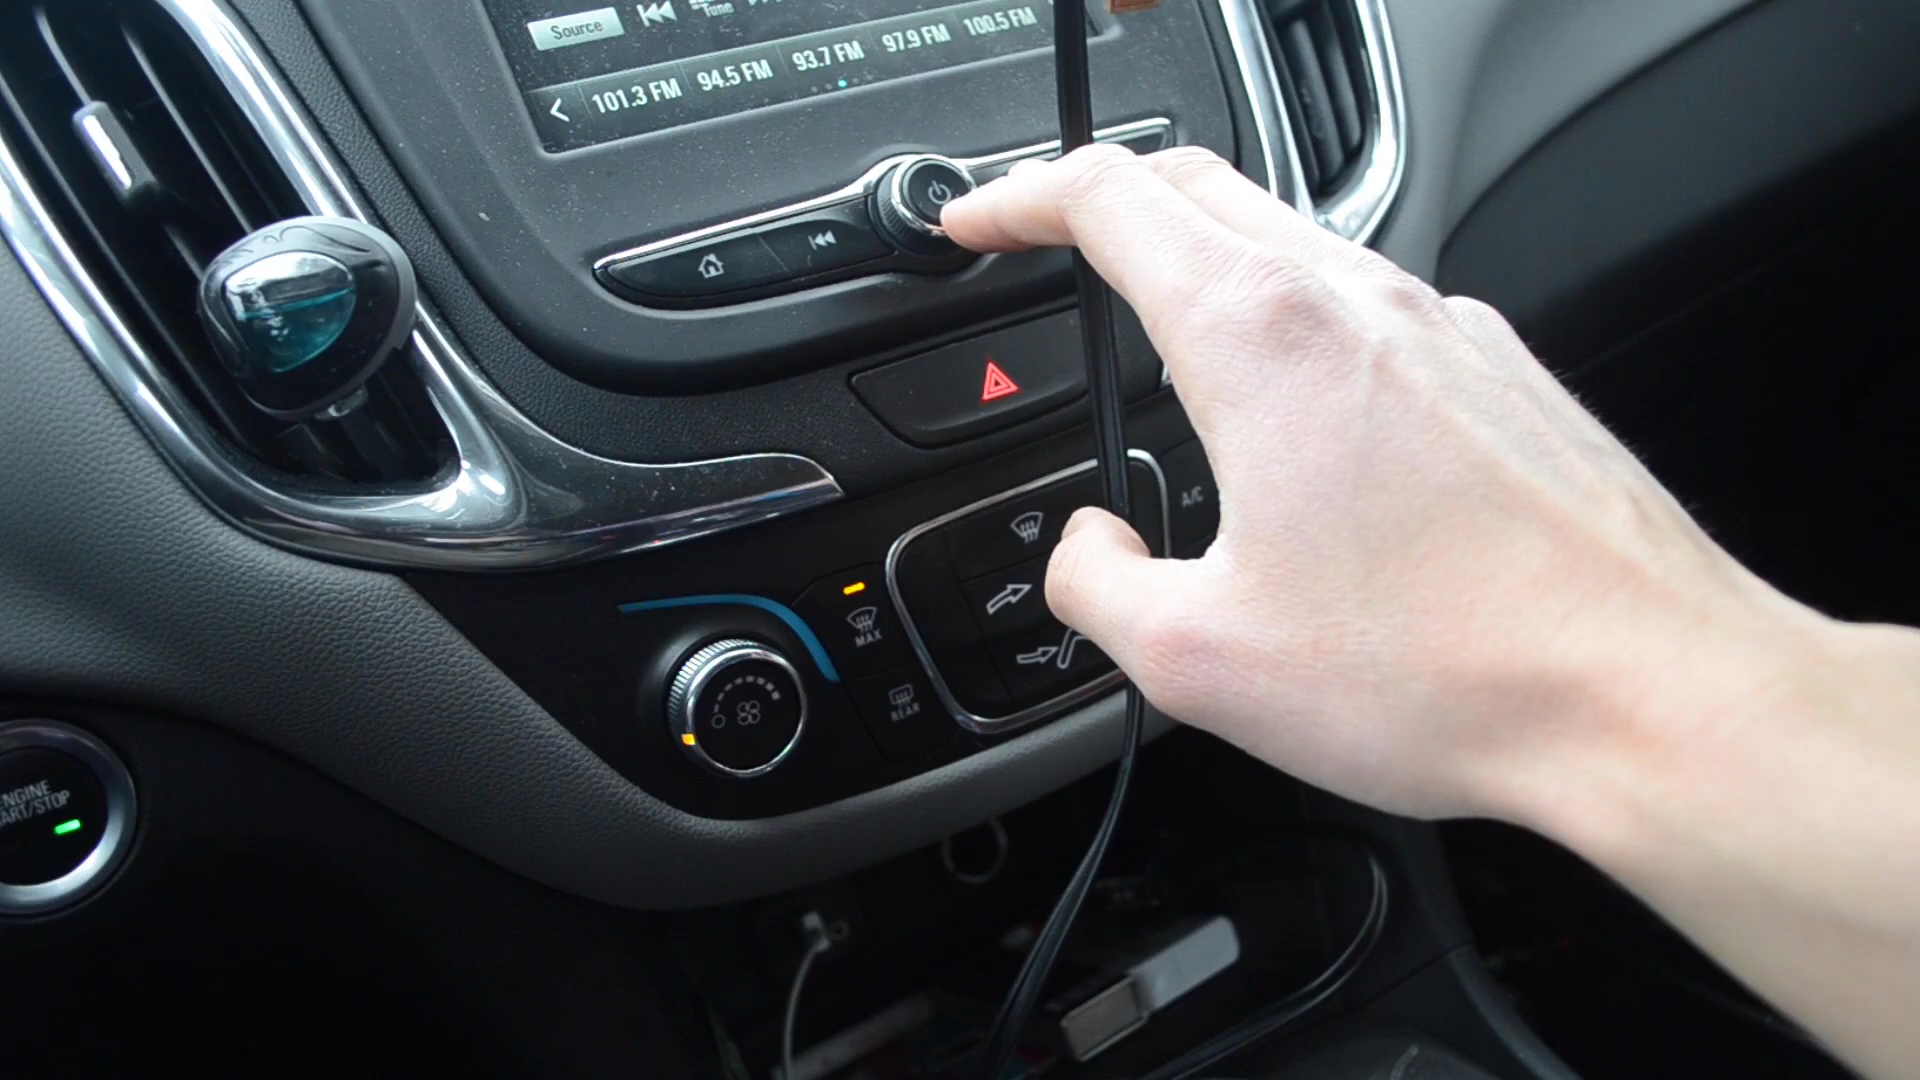 Source
Tune
101.3 FM
94.5 FM
93.7 FM
97.9 FM
100.5 FM
A/C
MAX
REAR
ENGINE
START/STOP